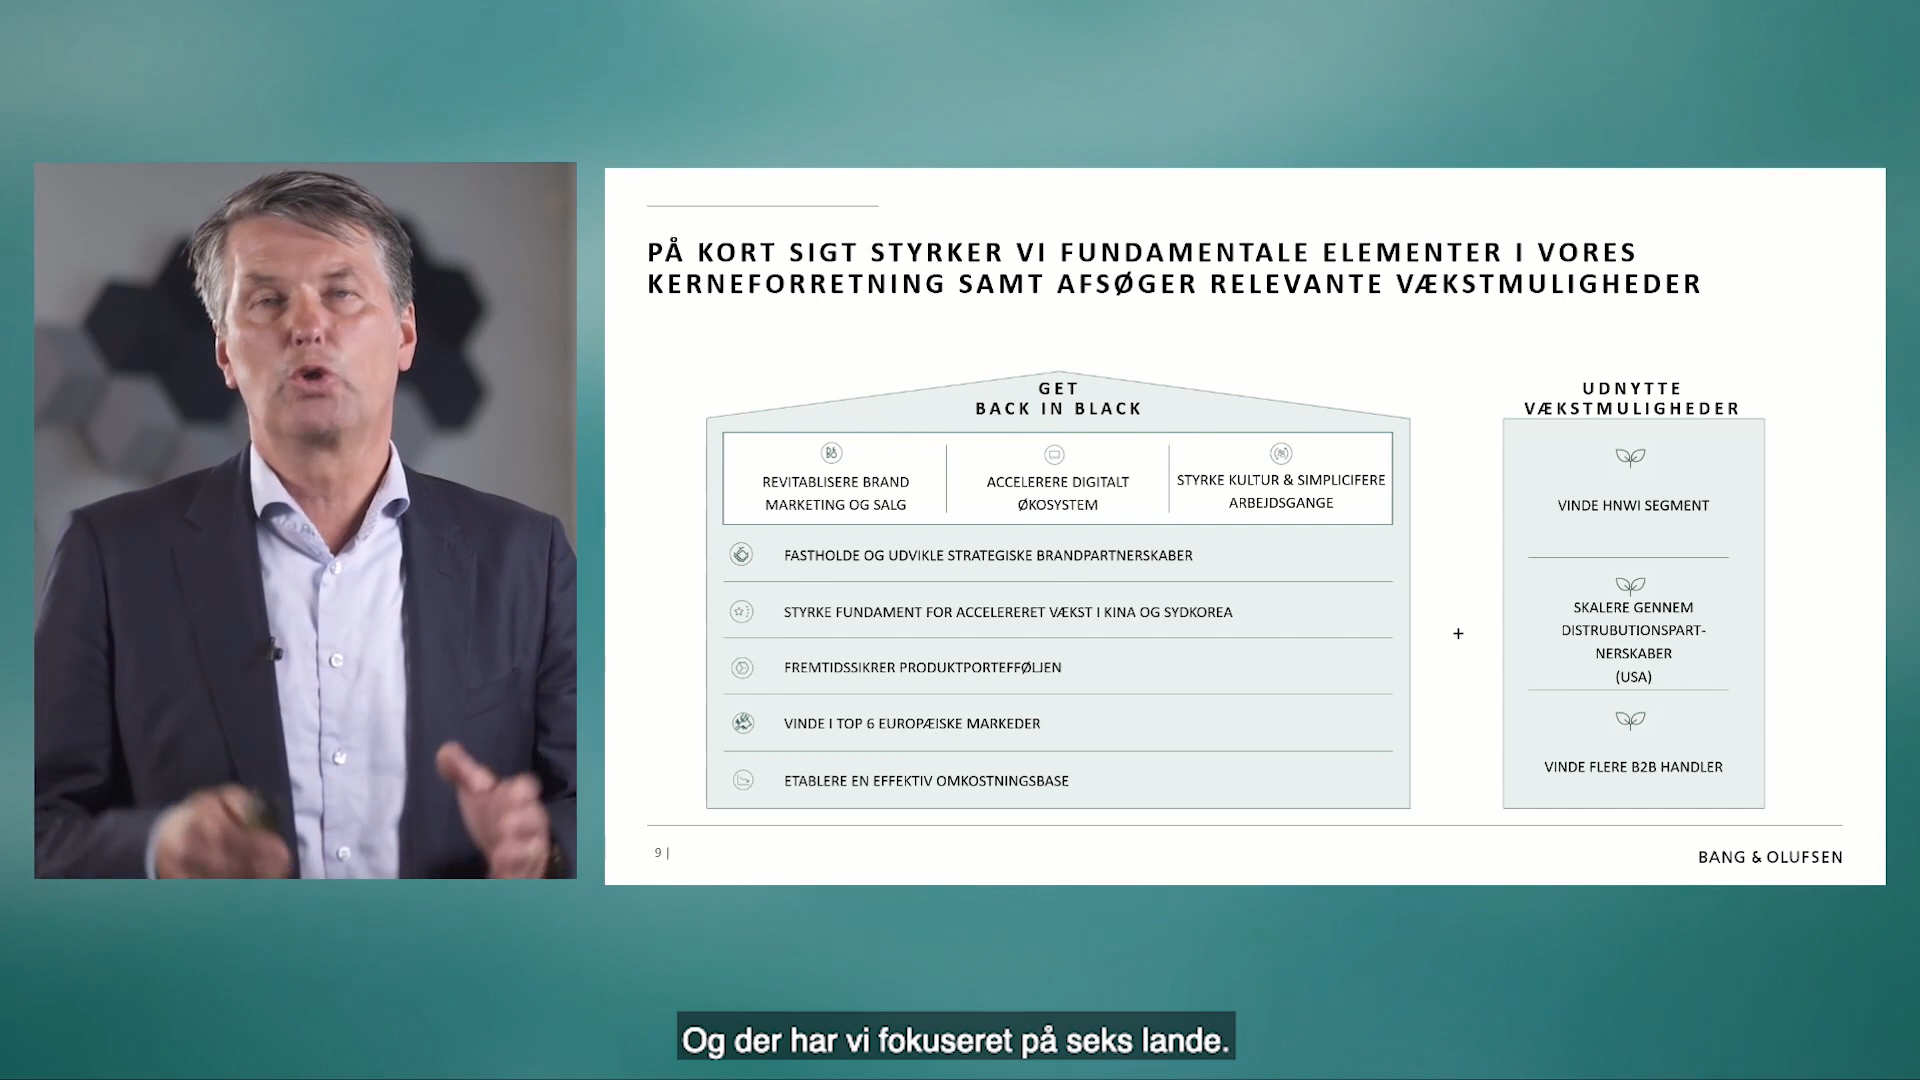 PÅ KORT SIGT STYRKER VI FUNDAMENTALE ELEMENTER I VORES
KERNEFORRETNING SAMT AFSØGER RELEVANTE VÆKSTMULIGHEDER
GET
BACK IN BLACK
REVITABLISERE BRAND
MARKETING OG SALG
ACCELERERE DIGITALT
ØKOSYSTEM
STYRKE KULTUR & SIMPLICIFERE
ARBEJDSGANGE
FASTHOLDE OG UDVIKLE STRATEGISKE BRANDPARTNERSKABER
STYRKE FUNDAMENT FOR ACCELERERET VÆKST I KINA OG SYDKOREA
FREMTIDSSIKRER PRODUKTPORTEFFØLJEN
VINDE I TOP 6 EUROPÆISKE MARKEDER
ETABLERE EN EFFEKTIV OMKOSTNINGSBASE
+
UDNYTTE
VÆKSTMULIGHEDER
VINDE HNWI SEGMENT
SKALERE GENNEM
DISTRUBUTIONSPART-
NERSKABER
(USA)
VINDE FLERE B2B HANDLER
9 |
BANG & OLUFSEN
Og der har vi fokuseret på seks lande.